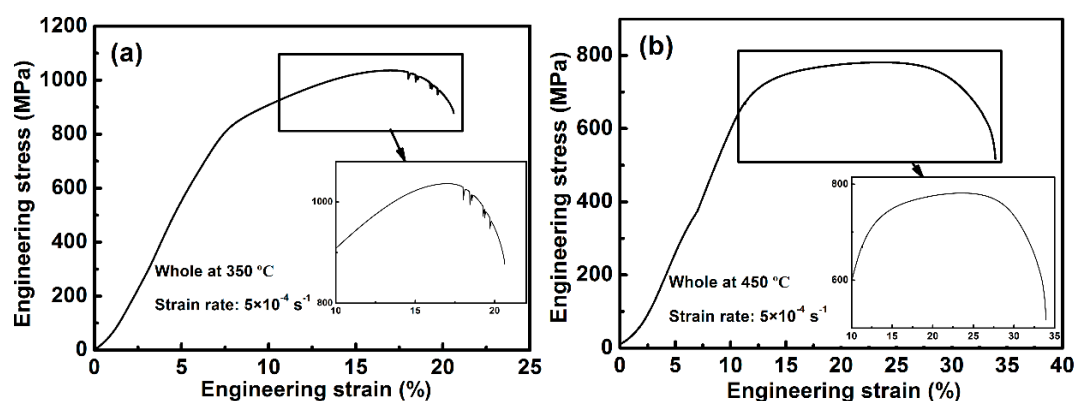 (a)
Engineering stress (MPa)
1200
1000
800
600
400
200
0
0 5 10 15 20 25
Engineering strain (%)
Whole at 350 ºC
Strain rate: 5×10⁻⁴ s⁻¹
1000
800
10 15 20
(b)
Engineering stress (MPa)
800
600
400
200
0
0 5 10 15 20 25 30 35 40
Engineering strain (%)
Whole at 450 ºC
Strain rate: 5×10⁻⁴ s⁻¹
800
600
10 15 20 25 30 35